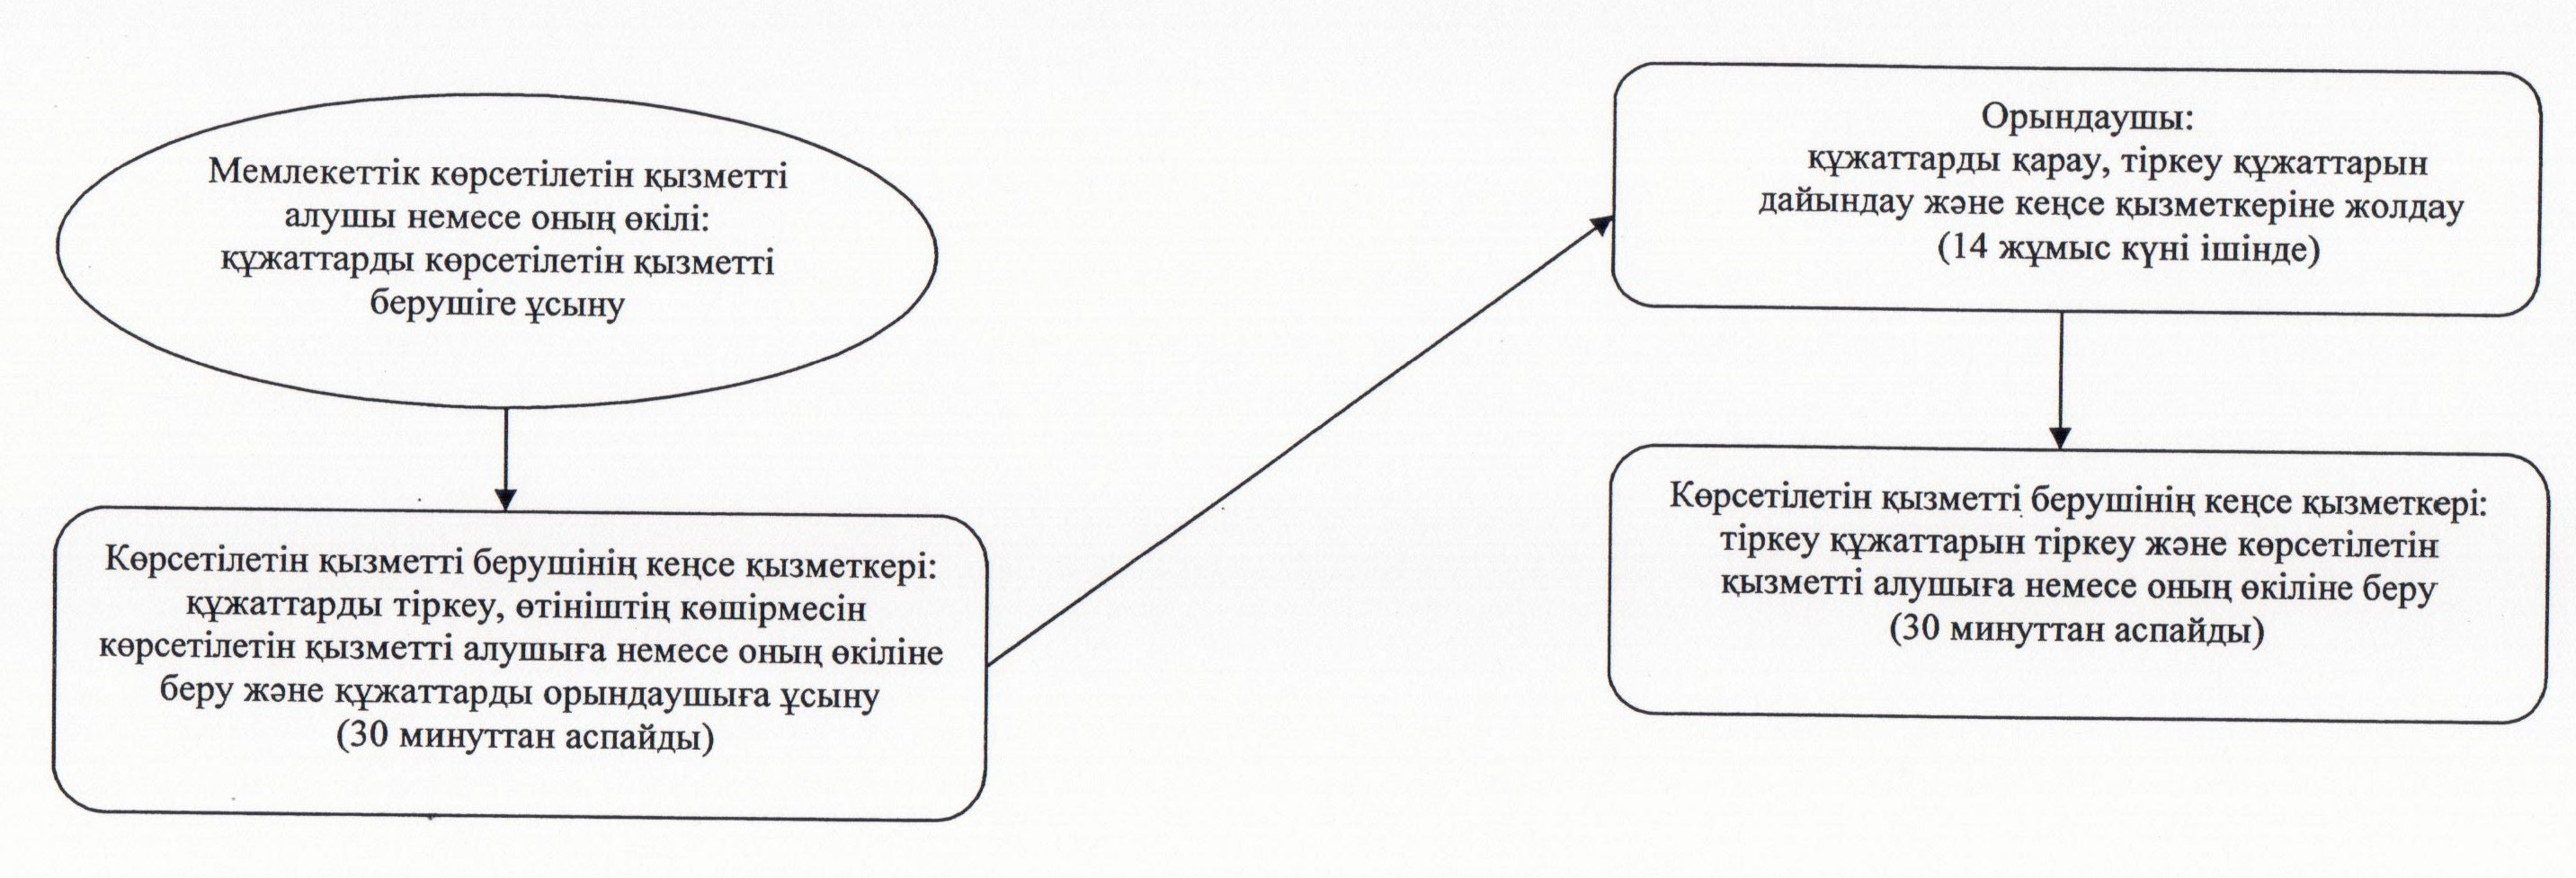 Мемлекеттік көрсетілетін қызметті
алушы немесе оның өкілі:
құжаттарды көрсетілетін қызметті
берушіге ұсыну
Көрсетілетін қызметті берушінің кеңсе қызметкері:
құжаттарды тіркеу, өтініштің көшірмесін
көрсетілетін қызметті алушыға немесе оның өкіліне
беру және құжаттарды орындаушыға ұсыну
(30 минуттан аспайды)
Орындаушы:
құжаттарды қарау, тіркеу құжаттарын
дайындау және кеңсе қызметкеріне жолдау
(14 жұмыс күні ішінде)
Көрсетілетін қызметті берушінің кеңсе қызметкері:
тіркеу құжаттарын тіркеу және көрсетілетін
қызметті алушыға немесе оның өкіліне беру
(30 минуттан аспайды)